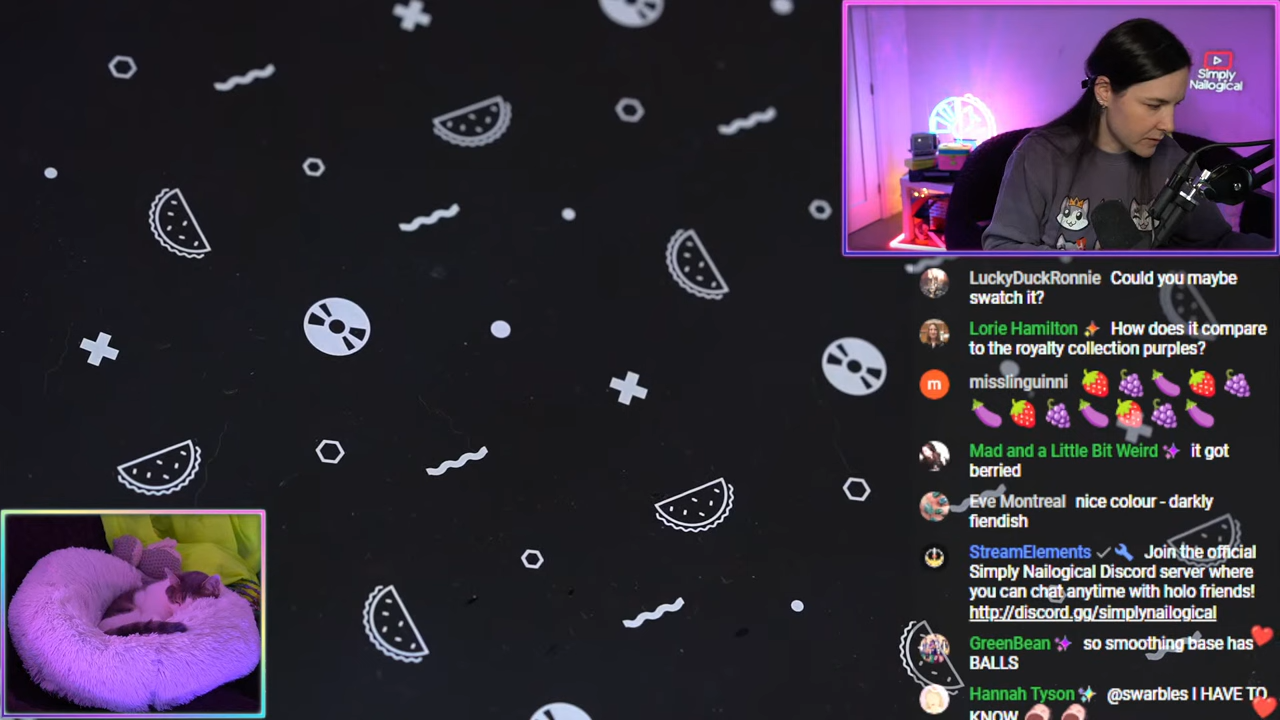 Simply
Nailogical
LuckyDuckRonnie Could you maybe
swatch it?
Lorie Hamilton How does it compare
to the royalty collection purples?
m
misslinguinni
Mad and a Little Bit Weird it got
berried
Eve Montreal nice colour - darkly
fiendish
StreamElements Join the official
Simply Nailogical Discord server where
you can chat anytime with holo friends!
http://discord.gg/simplynailogical
GreenBean so smoothing base has
BALLS
Hannah Tyson @swarbles I HAVE TO
KNOW